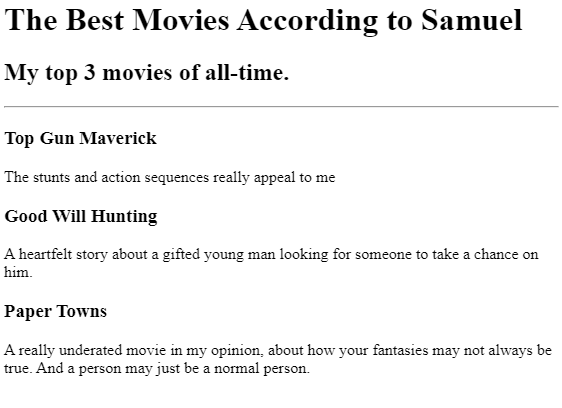 The Best Movies According to Samuel
My top 3 movies of all-time.
Top Gun Maverick
The stunts and action sequences really appeal to me
Good Will Hunting
A heartfelt story about a gifted young man looking for someone to take a chance on
him.
Paper Towns
A really underated movie in my opinion, about how your fantasies may not always be
true. And a person may just be a normal person.